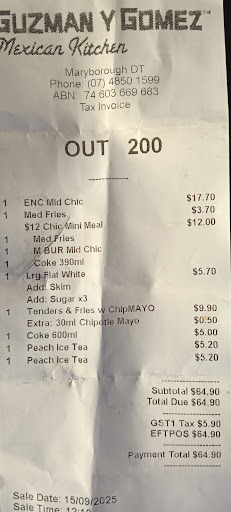 GUZMAN Y GOMEZ™
Mexican Kitchen
Maryborough DT
Phone: (07) 4850 1599
ABN 74 603 669 683
Tax Invoice
OUT 200
------------
1 ENC Mld Chic $17.70
1 Med Fries $3.70
$12 Chic Mini Meal $12.00
1 Med Fries
1 M BUR Mld Chic
1 Coke 390ml
1 Lrg Flat White $5.70
Add: Skim
Add: Sugar x3
1 Tenders & Fries w ChipMAYO $9.90
Extra: 30ml Chipotle Mayo $0.50
1 Coke 600ml $5.00
1 Peach Ice Tea $5.20
1 Peach Ice Tea $5.20
------------
Subtotal $64.90
Total Due $64.90
------------
GST1 Tax $5.90
EFTPOS $64.90
------------
Payment Total $64.90
------------
Sale Date: 15/09/2025
Sale Time: